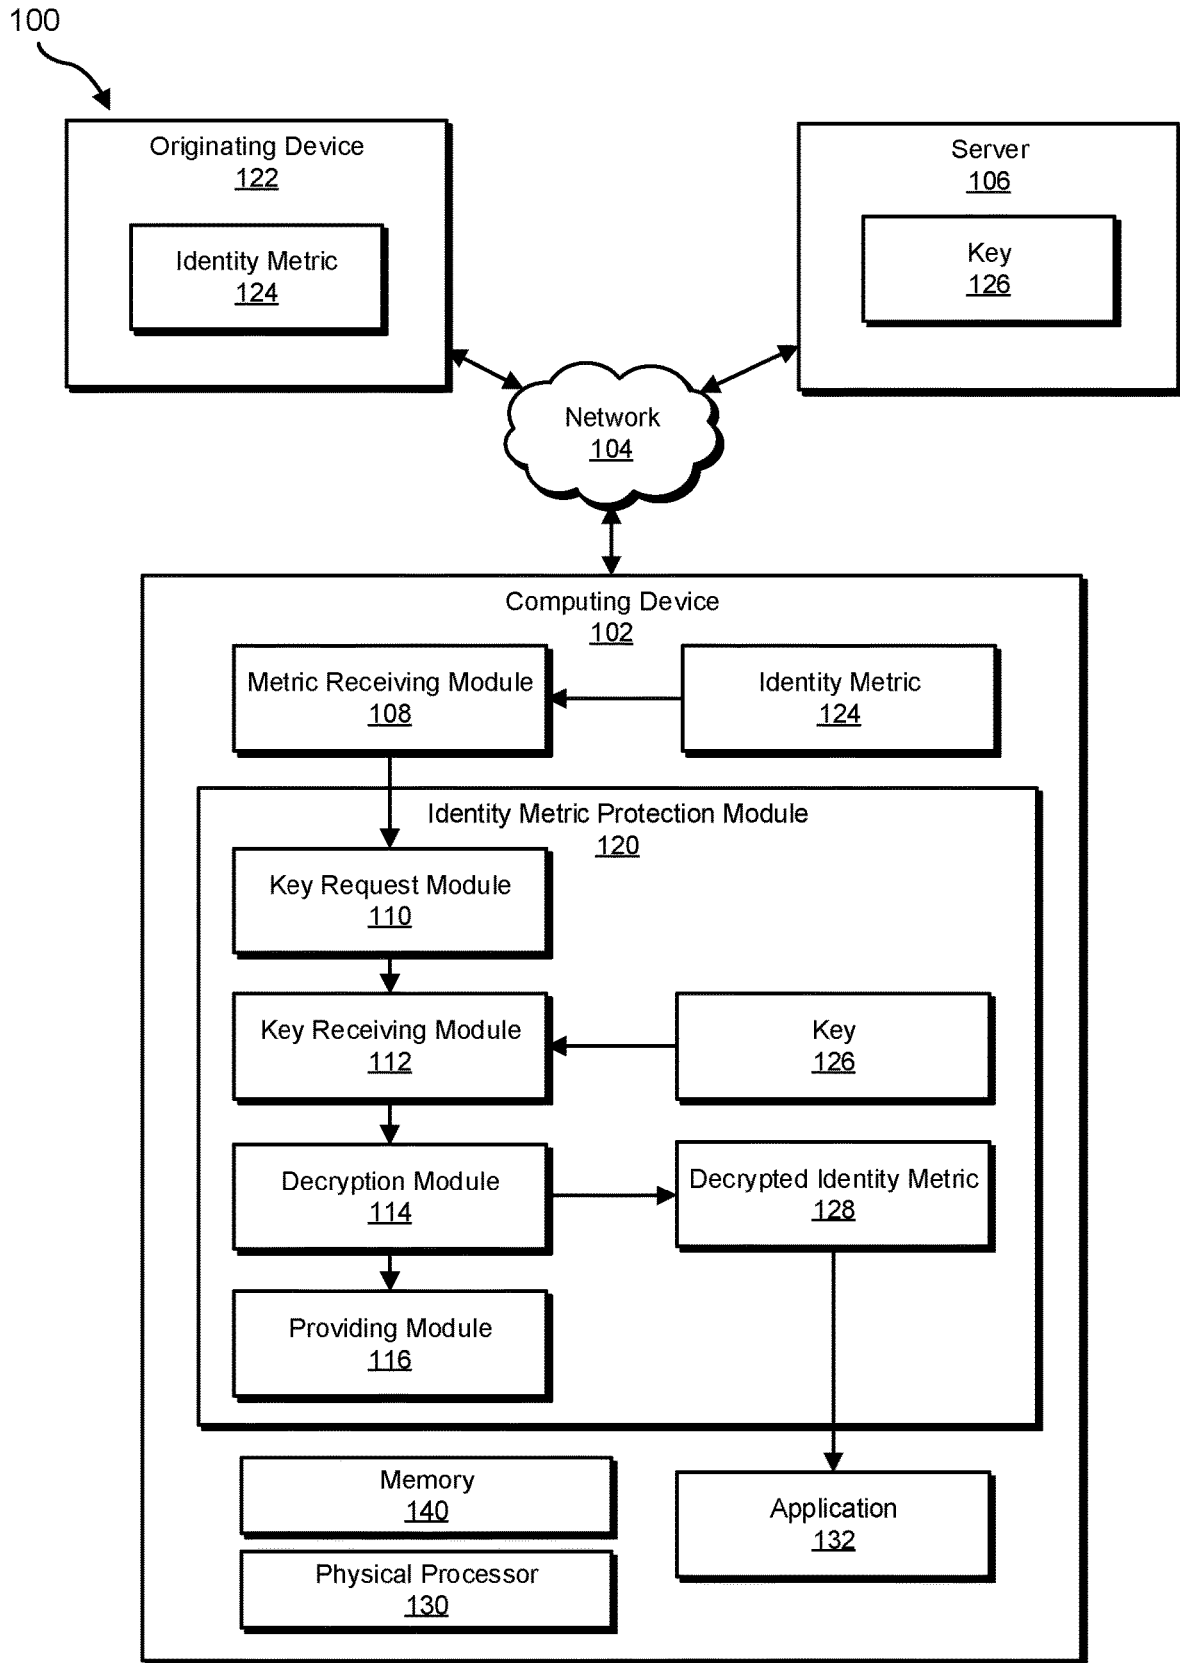 100
Originating Device
122
Identity Metric
124
Server
106
Key
126
Network
104
Computing Device
102
Metric Receiving Module
108
Identity Metric
124
Identity Metric Protection Module
120
Key Request Module
110
Key Receiving Module
112
Key
126
Decryption Module
114
Decrypted Identity Metric
128
Providing Module
116
Memory
140
Application
132
Physical Processor
130